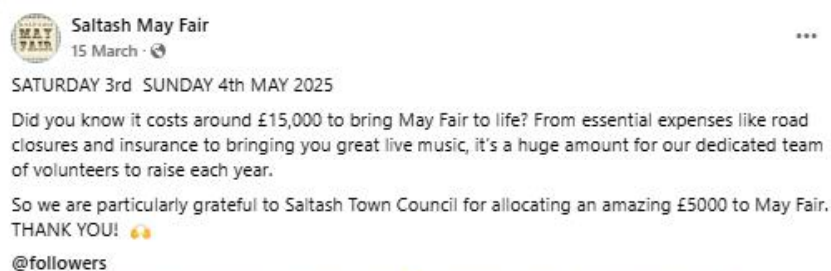 SALTASH
MAY
FAIR
Saltash May Fair
15 March ·
SATURDAY 3rd SUNDAY 4th MAY 2025
Did you know it costs around £15,000 to bring May Fair to life? From essential expenses like road
closures and insurance to bringing you great live music, it's a huge amount for our dedicated team
of volunteers to raise each year.
So we are particularly grateful to Saltash Town Council for allocating an amazing £5000 to May Fair.
THANK YOU! 🙌
@followers